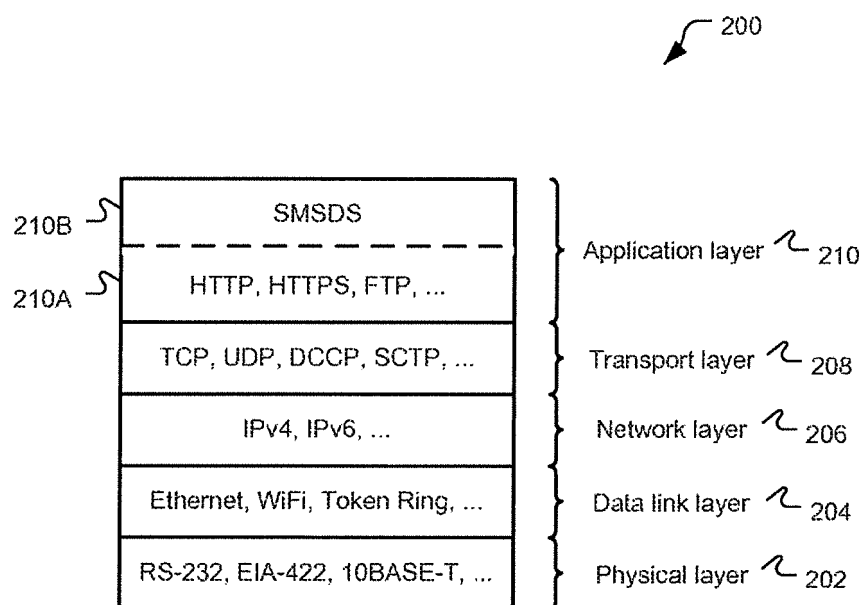 200
210B
SMSDS
210A
HTTP, HTTPS, FTP, ...
Application layer 210
TCP, UDP, DCCP, SCTP, ...
Transport layer 208
IPv4, IPv6, ...
Network layer 206
Ethernet, WiFi, Token Ring, ...
Data link layer 204
RS-232, EIA-422, 10BASE-T, ...
Physical layer 202